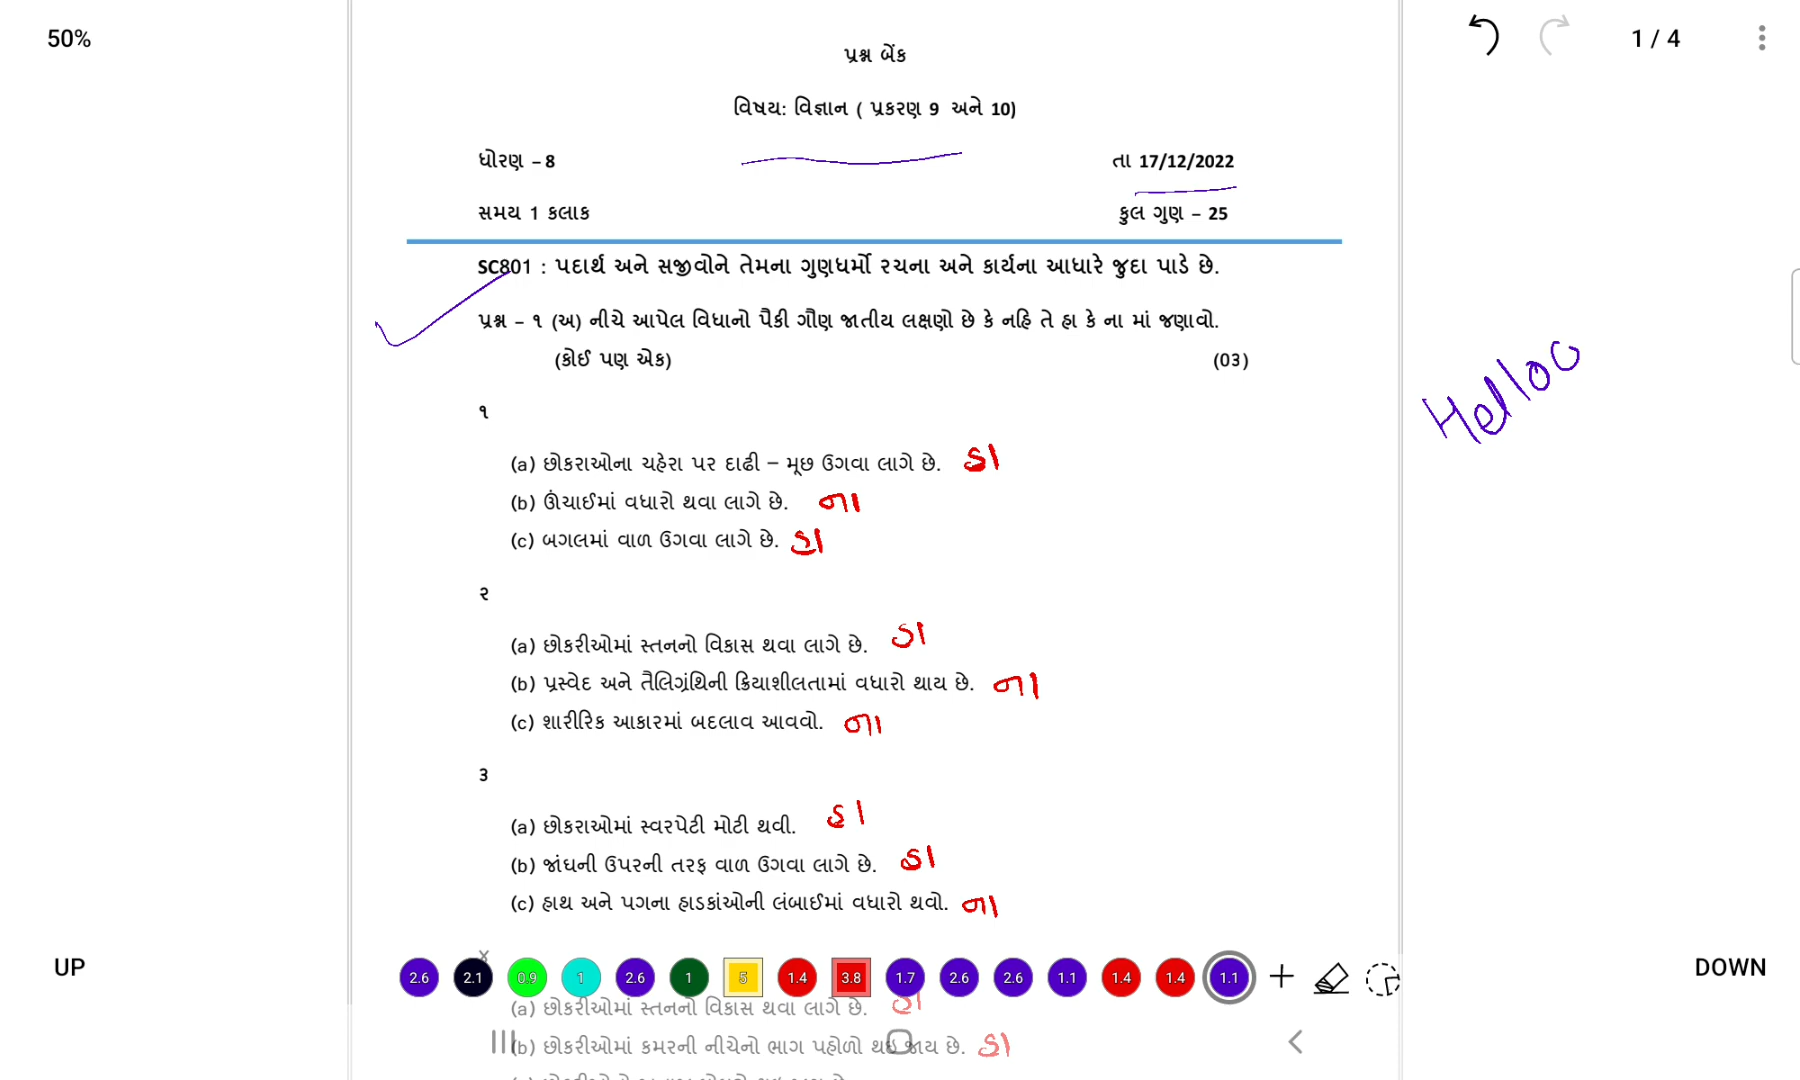 50%
1 / 4
પ્રશ્ન બેંક
વિષય: વિજ્ઞાન ( પ્રકરણ 9 અને 10)
ધોરણ – 8
તા 17/12/2022
સમય 1 કલાક
કુલ ગુણ – 25
SC801 : પદાર્થ અને સજીવોને તેમના ગુણધર્મો રચના અને કાર્યના આધારે જુદા પાડે છે.
પ્રશ્ન – ૧ (અ) નીચે આપેલ વિધાનો પૈકી ગૌણ જાતીય લક્ષણો છે કે નહિ તે હા કે ના માં જણાવો.
(કોઈ પણ એક) (03)
Helloo
૧
(a) છોકરાઓના ચહેરા પર દાઢી – મૂછ ઉગવા લાગે છે. હા
(b) ઊંચાઈમાં વધારો થવા લાગે છે. ના
(c) બગલમાં વાળ ઉગવા લાગે છે. હા
૨
(a) છોકરીઓમાં સ્તનનો વિકાસ થવા લાગે છે. હા
(b) પ્રસ્વેદ અને તૈલિગ્રંથિની ક્રિયાશીલતામાં વધારો થાય છે. ના
(c) શારીરિક આકારમાં બદલાવ આવવો. ના
૩
(a) છોકરાઓમાં સ્વરપેટી મોટી થવી. હા
(b) જાંઘની ઉપરની તરફ વાળ ઉગવા લાગે છે. હા
(c) હાથ અને પગના હાડકાંઓની લંબાઈમાં વધારો થવો. ના
UP
DOWN
2.6 2.1 0.9 1 2.6 1 5 1.4 3.8 1.7 2.6 2.6 1.1 1.4 1.4 1.1
(a) છોકરીઓમાં સ્તનનો વિકાસ થવા લાગે છે. હા
(b) છોકરીઓમાં કમરની નીચેનો ભાગ પહોળો થઇ જાય છે. હા